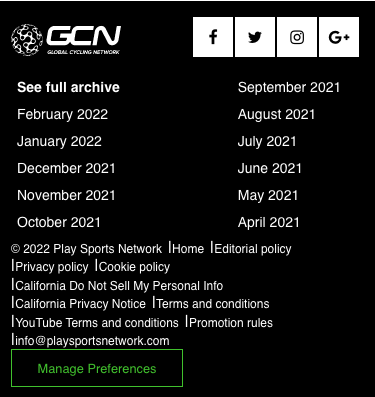 GCN
GLOBAL CYCLING NETWORK
f
G+
See full archive
February 2022
January 2022
December 2021
November 2021
October 2021
September 2021
August 2021
July 2021
June 2021
May 2021
April 2021
© 2022 Play Sports Network |Home |Editorial policy
|Privacy policy |Cookie policy
|California Do Not Sell My Personal Info
|California Privacy Notice |Terms and conditions
|YouTube Terms and conditions |Promotion rules
|info@playsportsnetwork.com
Manage Preferences